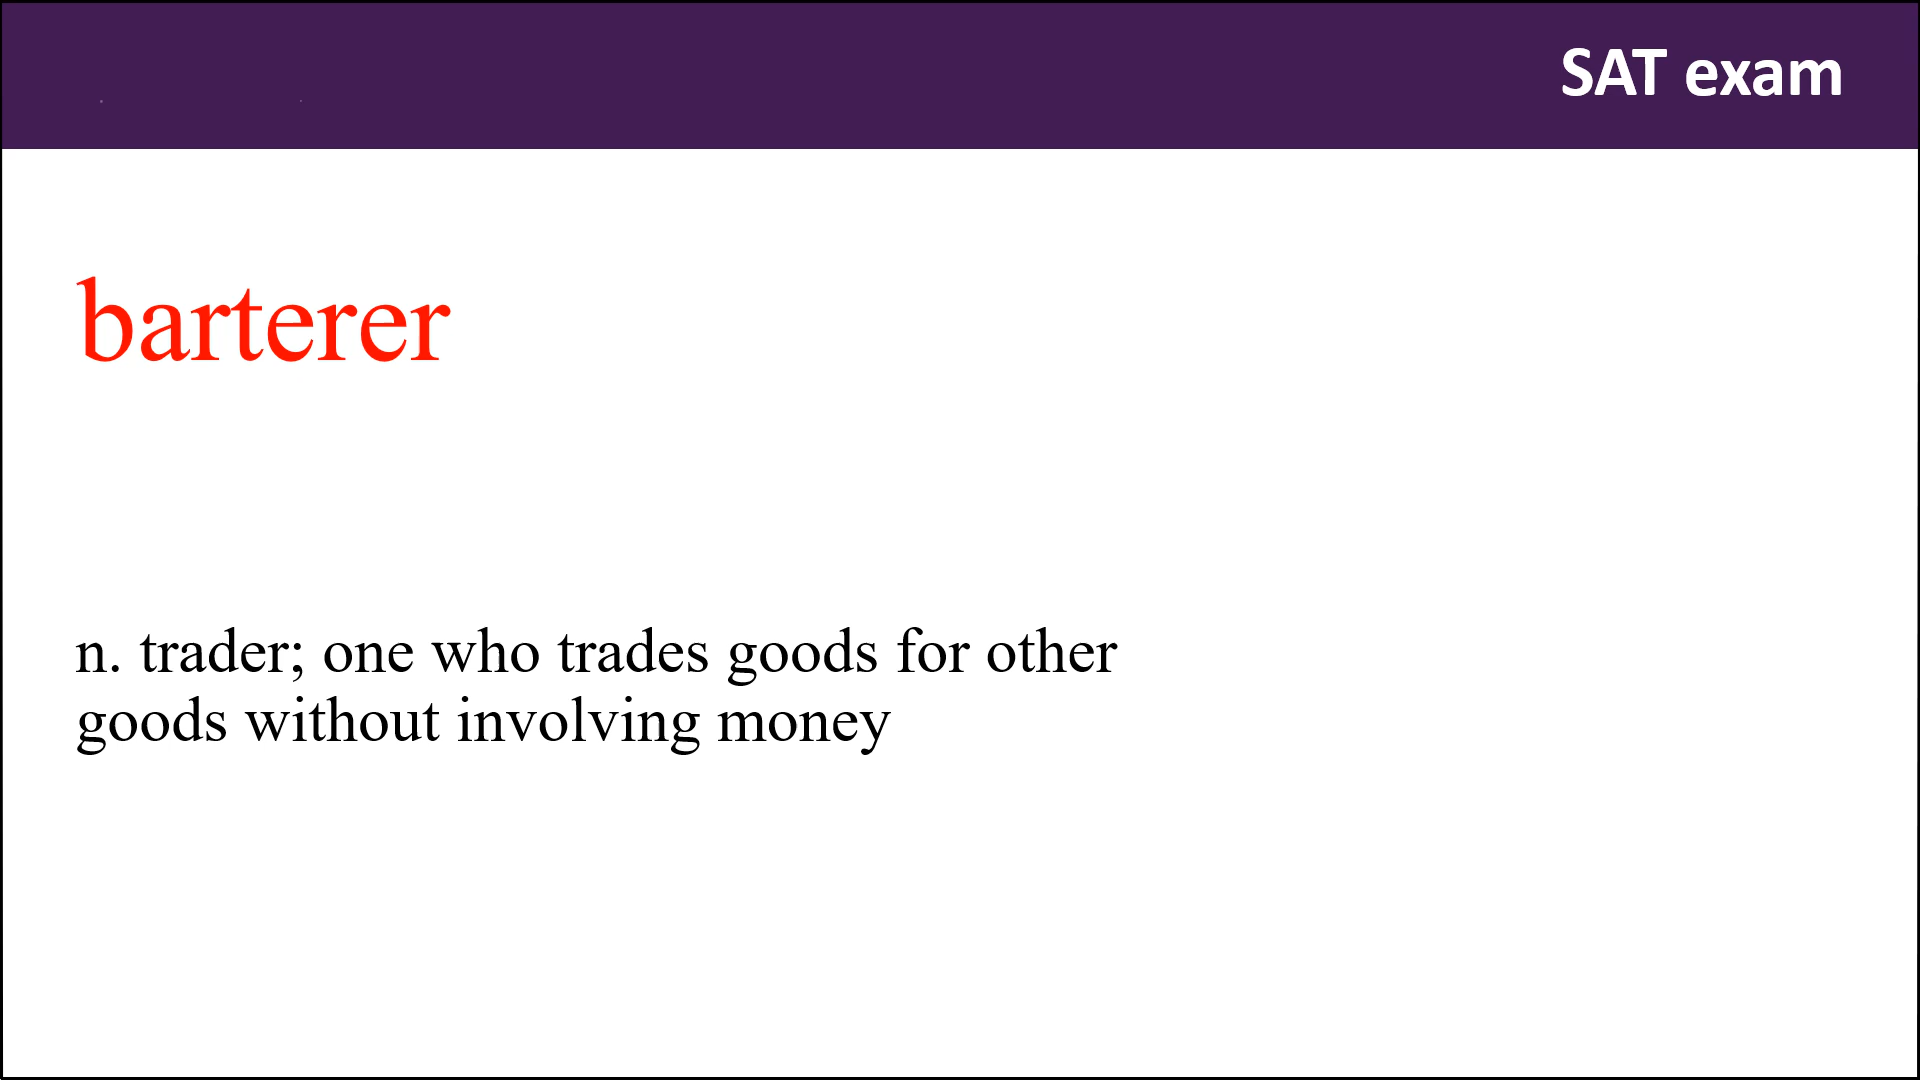 SAT exam
barterer
n. trader; one who trades goods for other
goods without involving money